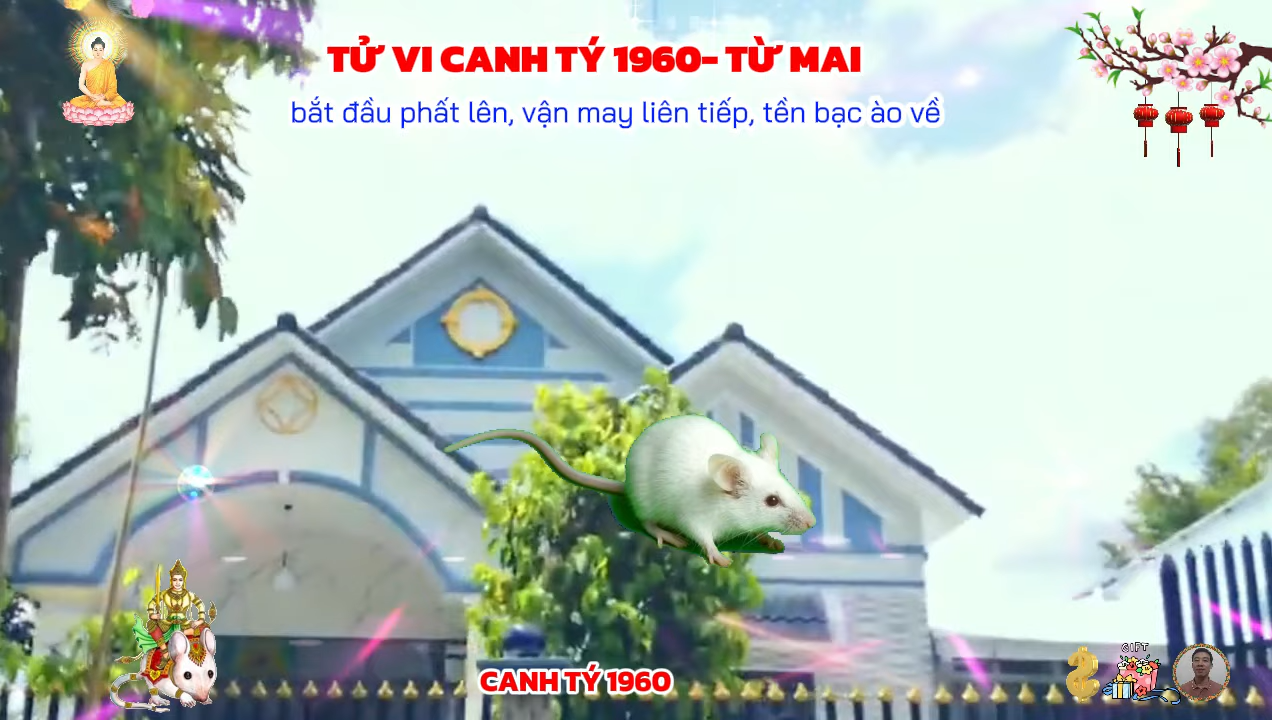 TỬ VI CANH TÝ 1960- TỪ MAI
bắt đầu phất lên, vận may liên tiếp, tền bạc ào về
CANH TÝ 1960
GIFT